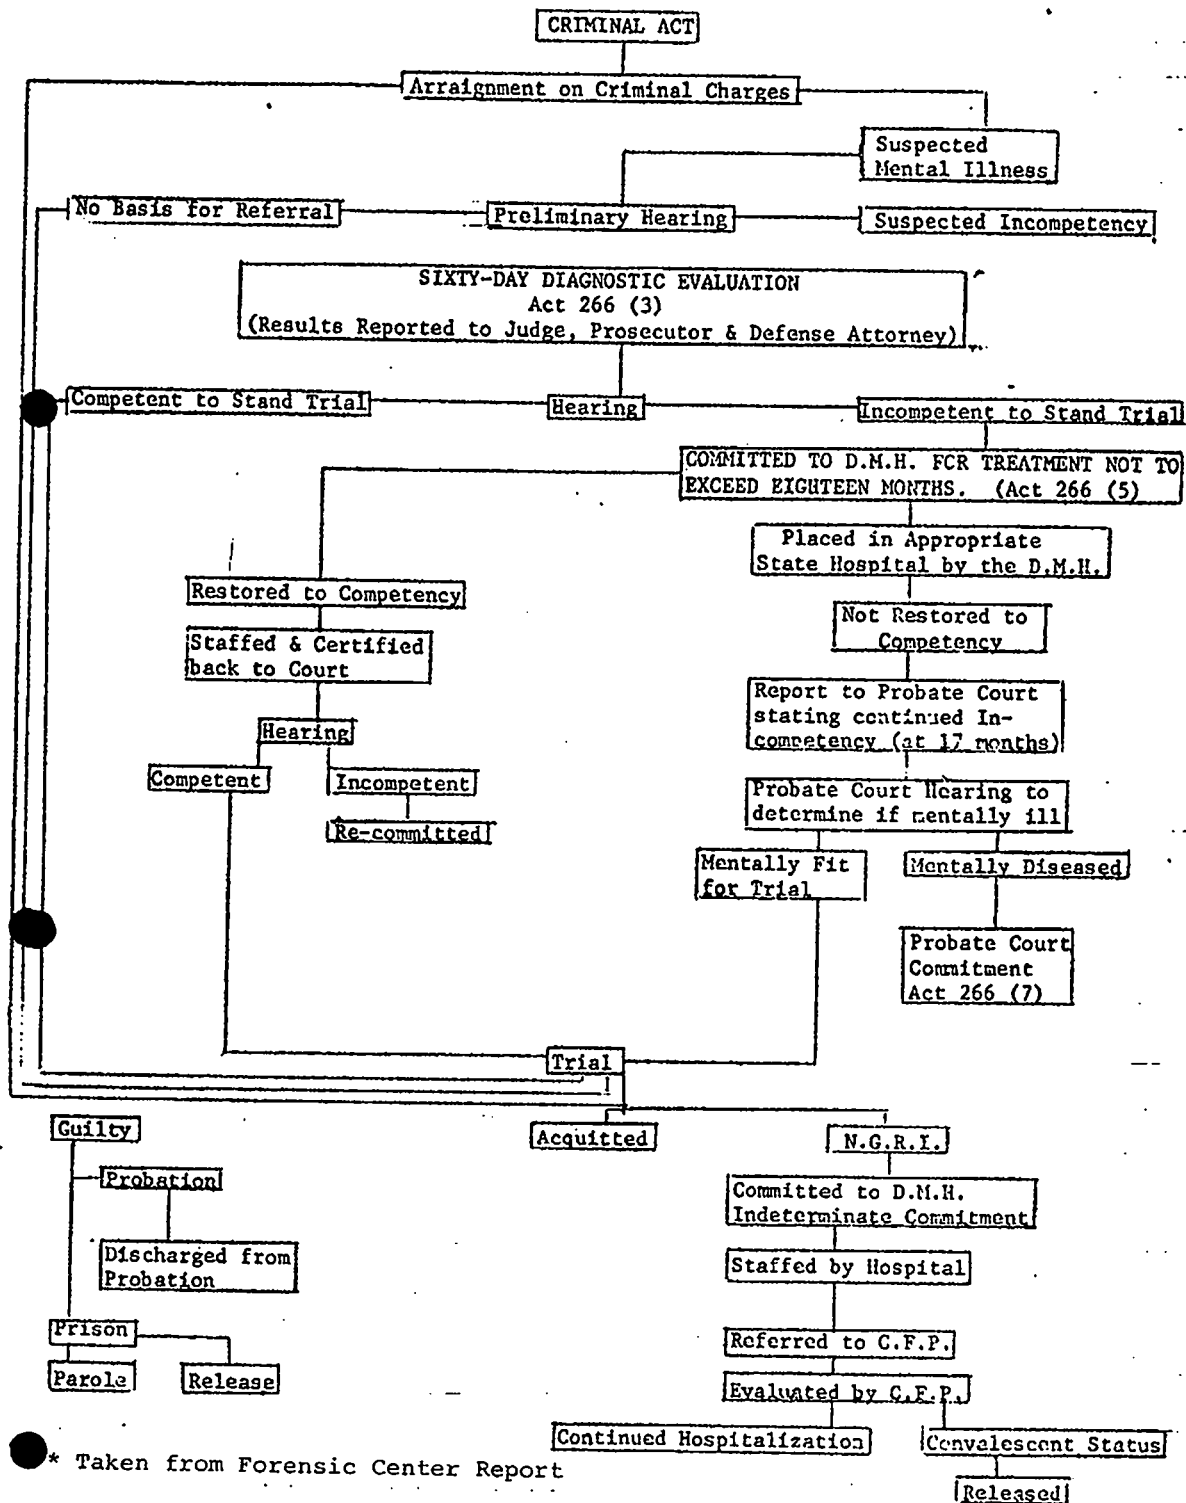 CRIMINAL ACT
Arraignment on Criminal Charges
Suspected
Mental Illness
No Basis for Referral
Preliminary Hearing
Suspected Incompetency
SIXTY-DAY DIAGNOSTIC EVALUATION
Act 266 (3)
(Results Reported to Judge, Prosecutor & Defense Attorney)
Competent to Stand Trial
Hearing
Incompetent to Stand Trial
COMMITTED TO D.M.H. FCR TREATMENT NOT TO
EXCEED EIGHTEEN MONTHS. (Act 266 (5)
Placed in Appropriate
State Hospital by the D.M.H.
Restored to Competency
Not Restored to
Competency
Staffed & Certified
back to Court
Report to Probate Court
stating continued In-
competency (at 17 months)
Hearing
Competent
Incompetent
Re-committed
Probate Court Hearing to
determine if mentally ill
Mentally Fit
for Trial
Mentally Diseased
Probate Court
Commitment
Act 266 (7)
Trial
Guilty
Acquitted
N.G.R.I.
Probation
Discharged from
Probation
Committed to D.M.H.
Indeterminate Commitment
Staffed by Hospital
Prison
Parole
Release
Referred to C.F.P.
Evaluated by C.F.P.
Continued Hospitalization
Convalescent Status
Released
* Taken from Forensic Center Report